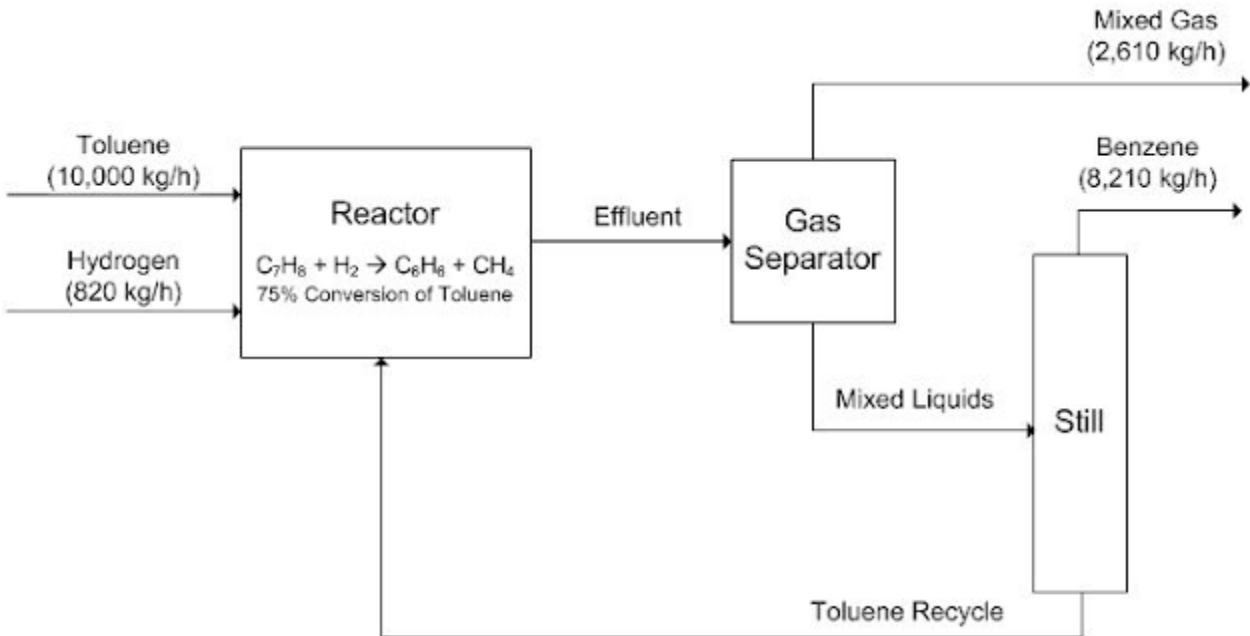 Mixed Gas
(2,610 kg/h)
Toluene
(10,000 kg/h)
Benzene
(8,210 kg/h)
Reactor
Effluent
Gas
Separator
Hydrogen
(820 kg/h)
C₇H₈ + H₂ → C₆H₆ + CH₄
75% Conversion of Toluene
Mixed Liquids
Still
Toluene Recycle